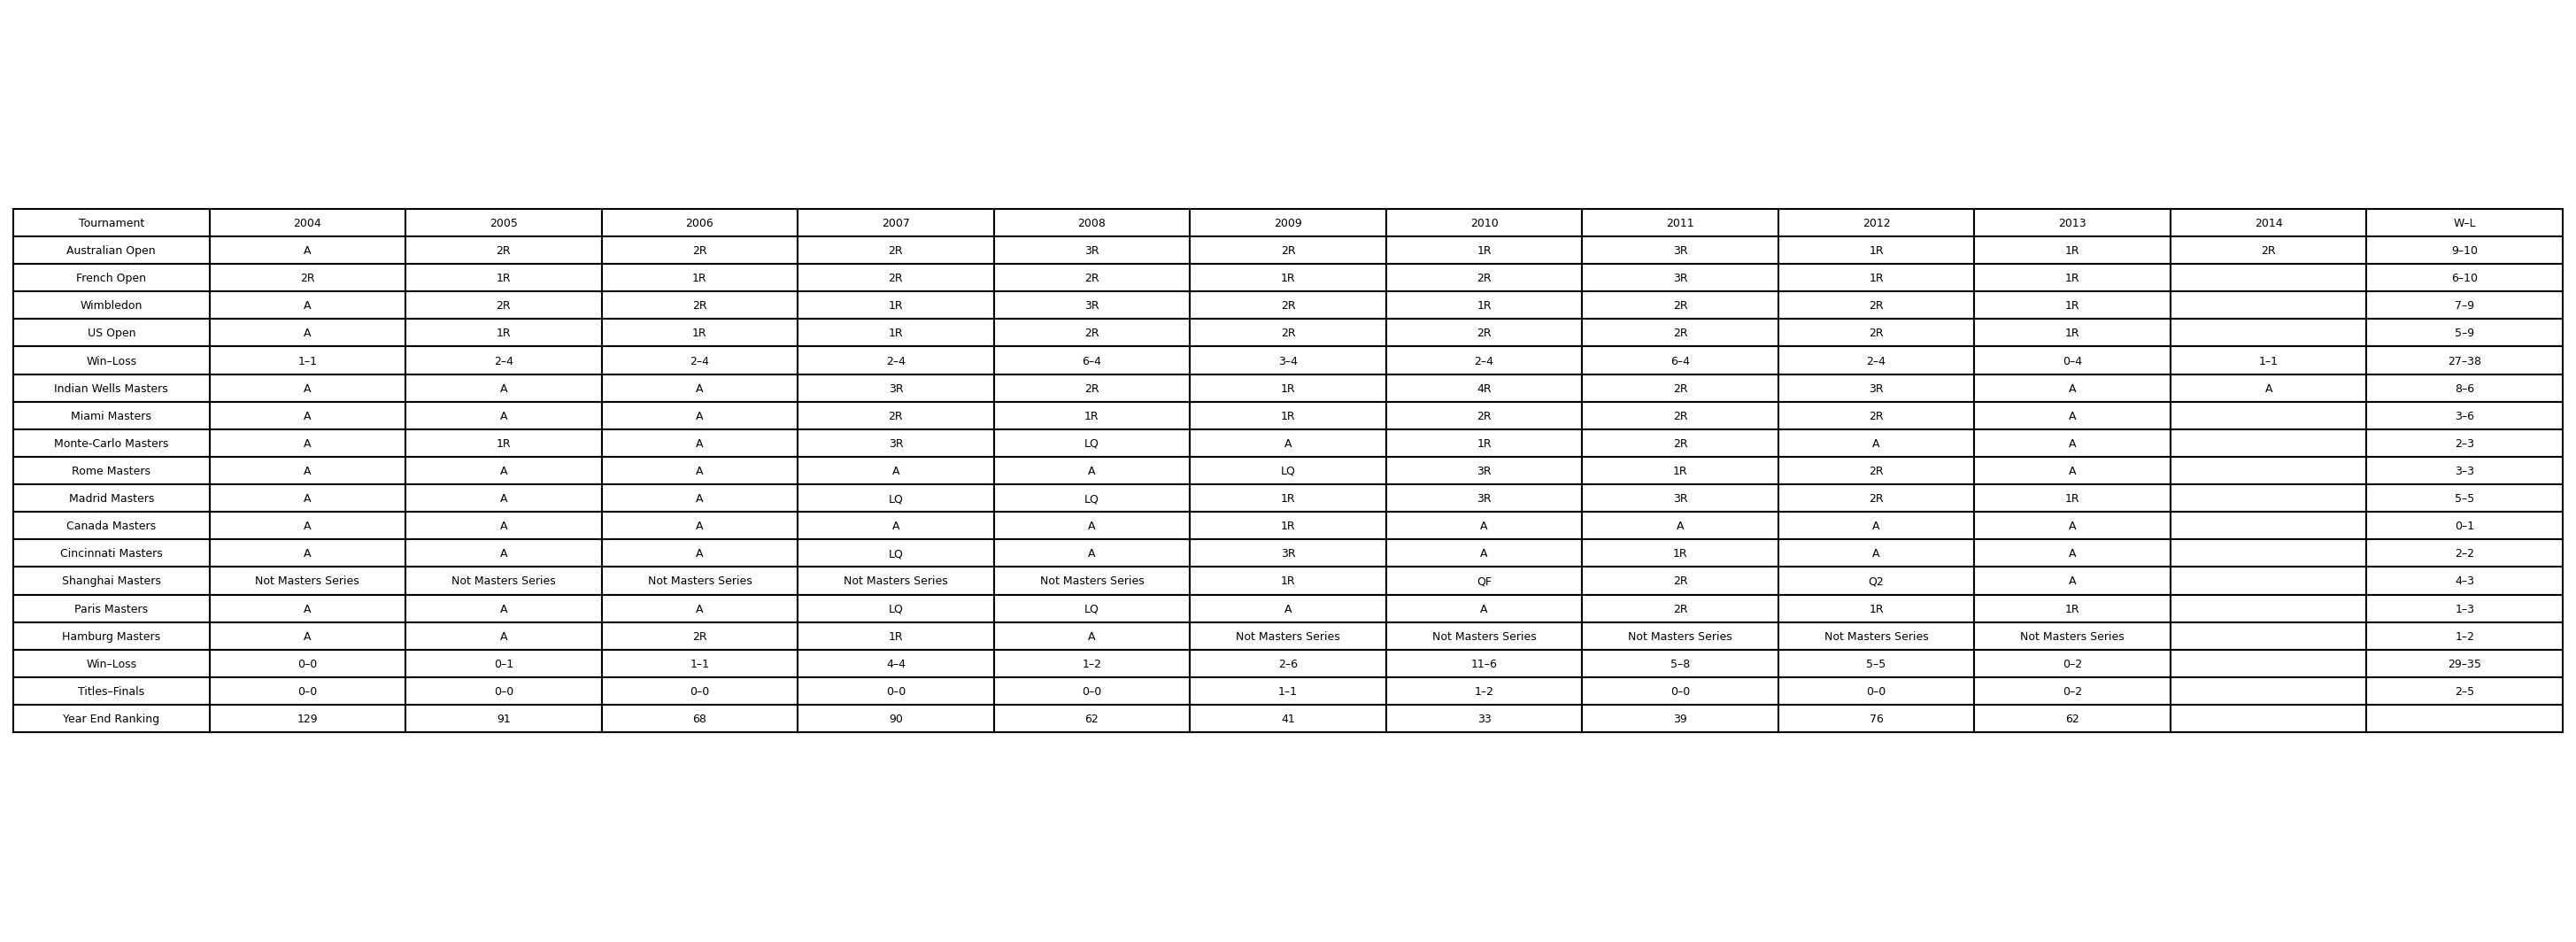 Tournament 2004 2005 2006 2007 2008 2009 2010 2011 2012 2013 2014 W–L
Australian Open A 2R 2R 2R 3R 2R 1R 3R 1R 1R 2R 9–10
French Open 2R 1R 1R 2R 2R 1R 2R 3R 1R 1R 6–10
Wimbledon A 2R 2R 1R 3R 2R 1R 2R 2R 1R 7–9
US Open A 1R 1R 1R 2R 2R 2R 2R 2R 1R 5–9
Win–Loss 1–1 2–4 2–4 2–4 6–4 3–4 2–4 6–4 2–4 0–4 1–1 27–38
Indian Wells Masters A A A 3R 2R 1R 4R 2R 3R A A 8–6
Miami Masters A A A 2R 1R 1R 2R 2R 2R A 3–6
Monte-Carlo Masters A 1R A 3R LQ A 1R 2R A A 2–3
Rome Masters A A A A A LQ 3R 1R 2R A 3–3
Madrid Masters A A A LQ LQ 1R 3R 3R 2R 1R 5–5
Canada Masters A A A A A 1R A A A A 0–1
Cincinnati Masters A A A LQ A 3R A 1R A A 2–2
Shanghai Masters Not Masters Series Not Masters Series Not Masters Series Not Masters Series Not Masters Series 1R QF 2R Q2 A 4–3
Paris Masters A A A LQ LQ A A 2R 1R 1R 1–3
Hamburg Masters A A 2R 1R A Not Masters Series Not Masters Series Not Masters Series Not Masters Series Not Masters Series 1–2
Win–Loss 0–0 0–1 1–1 4–4 1–2 2–6 11–6 5–8 5–5 0–2 29–35
Titles–Finals 0–0 0–0 0–0 0–0 0–0 1–1 1–2 0–0 0–0 0–2 2–5
Year End Ranking 129 91 68 90 62 41 33 39 76 62